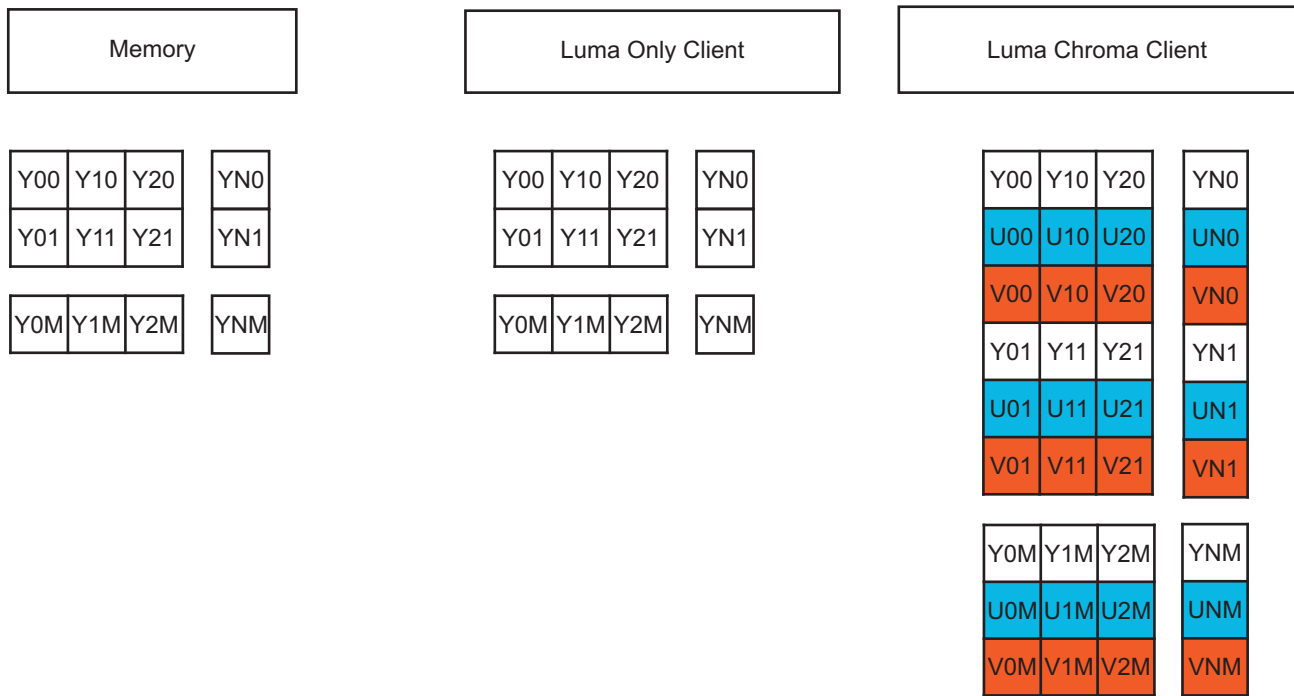 Memory
Luma Only Client
Luma Chroma Client
Y00 Y10 Y20 YN0
Y01 Y11 Y21 YN1
Y0M Y1M Y2M YNM
Y00 Y10 Y20 YN0
Y01 Y11 Y21 YN1
Y0M Y1M Y2M YNM
Y00 Y10 Y20 YN0
U00 U10 U20 UN0
V00 V10 V20 VN0
Y01 Y11 Y21 YN1
U01 U11 U21 UN1
V01 V11 V21 VN1
Y0M Y1M Y2M YNM
U0M U1M U2M UNM
V0M V1M V2M VNM